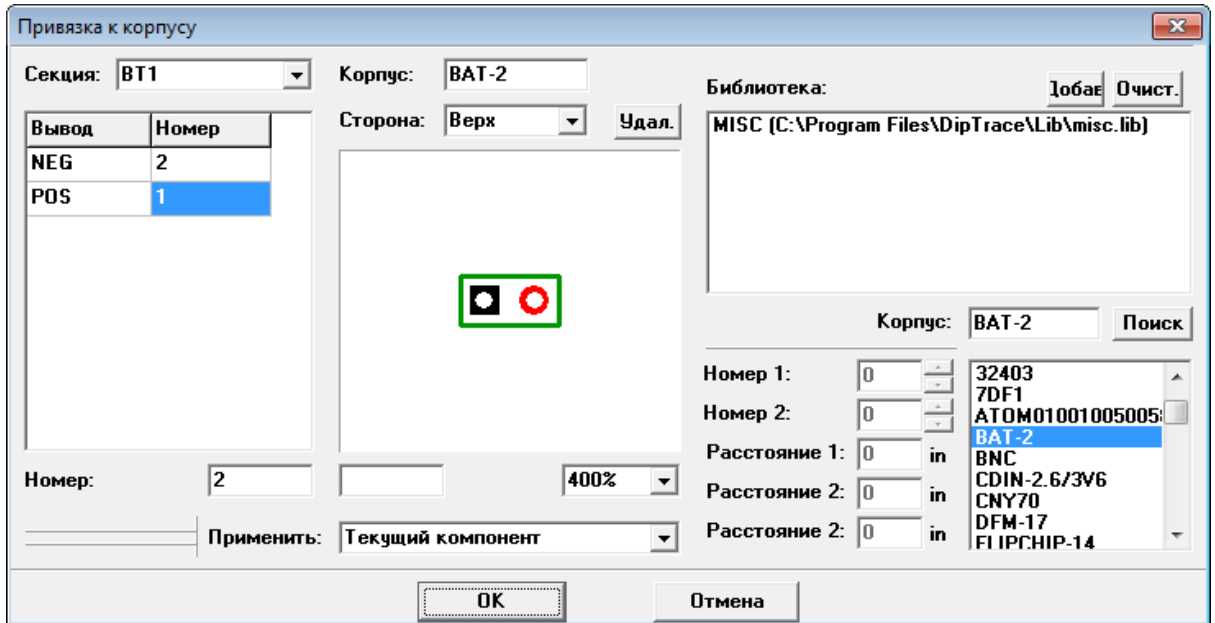 Привязка к корпусу
Секция: BT1
Корпус: BAT-2
Сторона: Верх Удал.
Вывод Номер
NEG 2
POS 1
Номер: 2
400%
Применить: Текущий компонент
Библиотека: Добав Очист.
MISC (C:\Program Files\DipTrace\Lib\misc.lib)
Корпус: BAT-2 Поиск
Номер 1: 0
Номер 2: 0
Расстояние 1: 0 in
Расстояние 2: 0 in
Расстояние 2: 0 in
32403
7DF1
ATOM01001005005
BAT-2
BNC
CDIN-2.6/3V6
CNY70
DFM-17
FLIPCHIP-14
OK Отмена